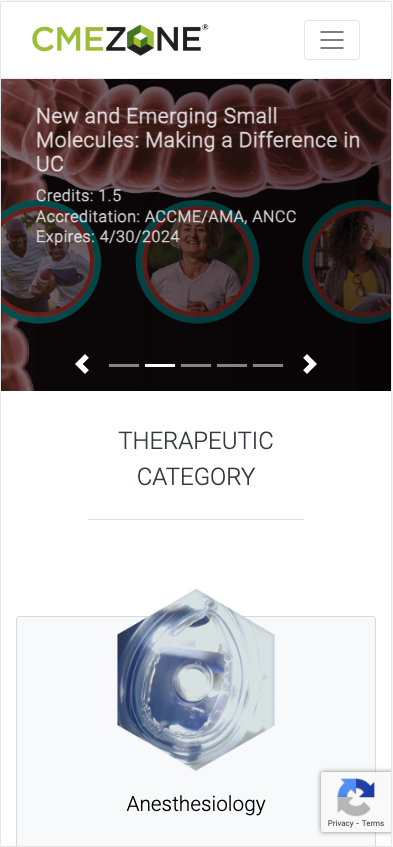 CMEZONE®
New and Emerging Small
Molecules: Making a Difference in
UC
Credits: 1.5
Accreditation: ACCME/AMA, ANCC
Expires: 4/30/2024
THERAPEUTIC
CATEGORY
Anesthesiology
Privacy - Terms